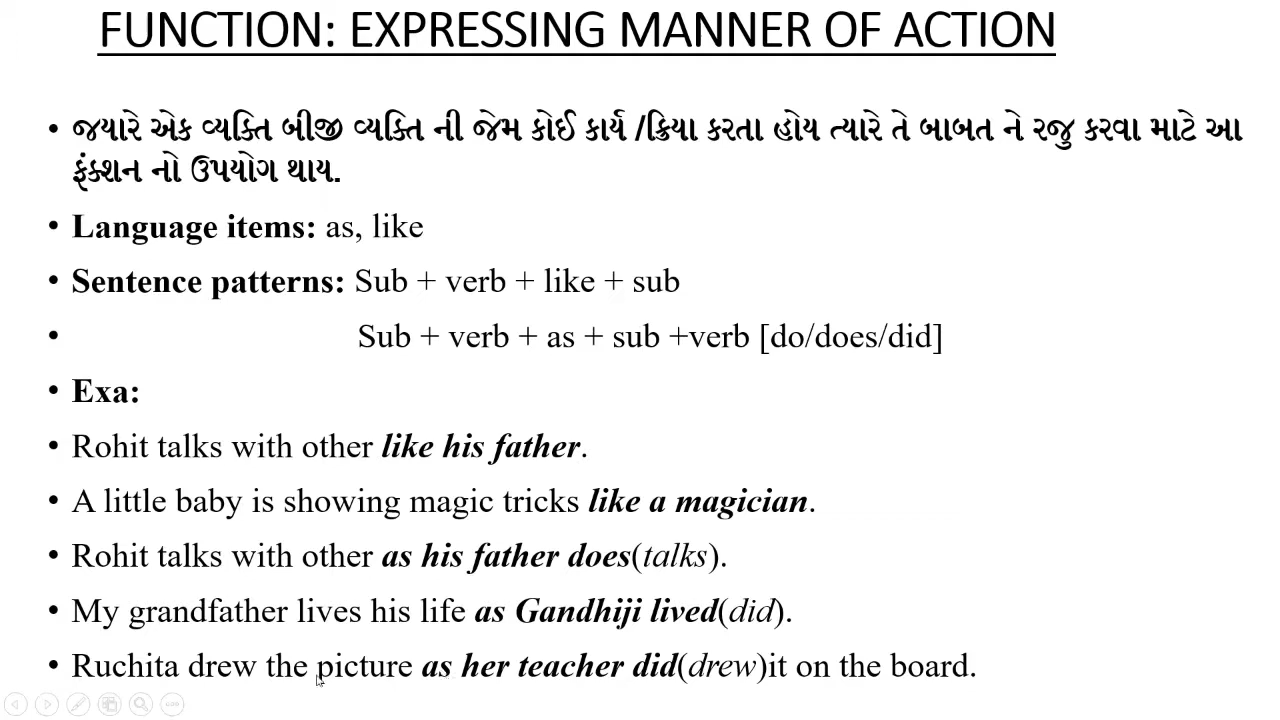 FUNCTION: EXPRESSING MANNER OF ACTION
• જયારે એક વ્યક્તિ બીજી વ્યક્તિ ની જેમ કોઈ કાર્ય /ક્રિયા કરતા હોય ત્યારે તે બાબત ને રજુ કરવા માટે આ
ફંક્શન નો ઉપયોગ થાય.
• Language items: as, like
• Sentence patterns: Sub + verb + like + sub
• Sub + verb + as + sub +verb [do/does/did]
• Exa:
• Rohit talks with other like his father.
• A little baby is showing magic tricks like a magician.
• Rohit talks with other as his father does(talks).
• My grandfather lives his life as Gandhiji lived(did).
• Ruchita drew the picture as her teacher did(drew)it on the board.